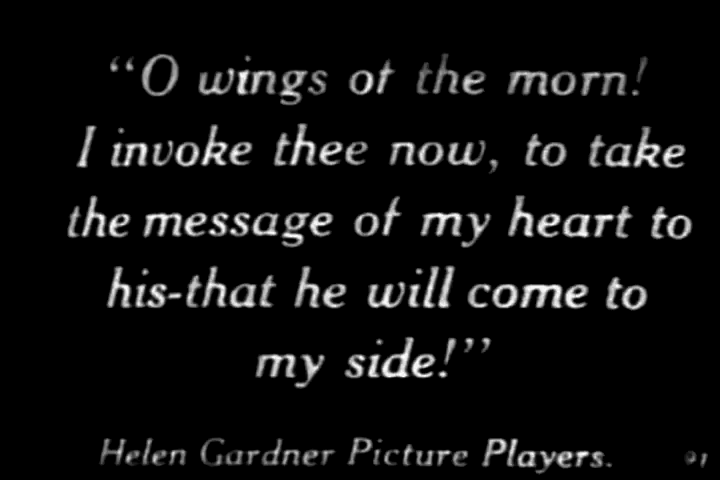 “O wings of the morn!
I invoke thee now, to take
the message of my heart to
his-that he will come to
my side!”
Helen Gardner Picture Players.
91